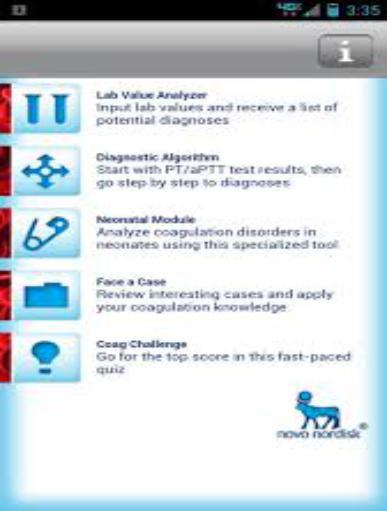 4G 3:35
i
Lab Value Analyzer
Input lab values and receive a list of
potential diagnoses
Diagnostic Algorithm
Start with PT/aPTT test results, then
go step by step to diagnoses
Neonatal Module
Analyze coagulation disorders in
neonates using this specialized tool
Face a Case
Review interesting cases and apply
your coagulation knowledge
Coag Challenge
Go for the top score in this fast-paced
quiz
novo nordisk®